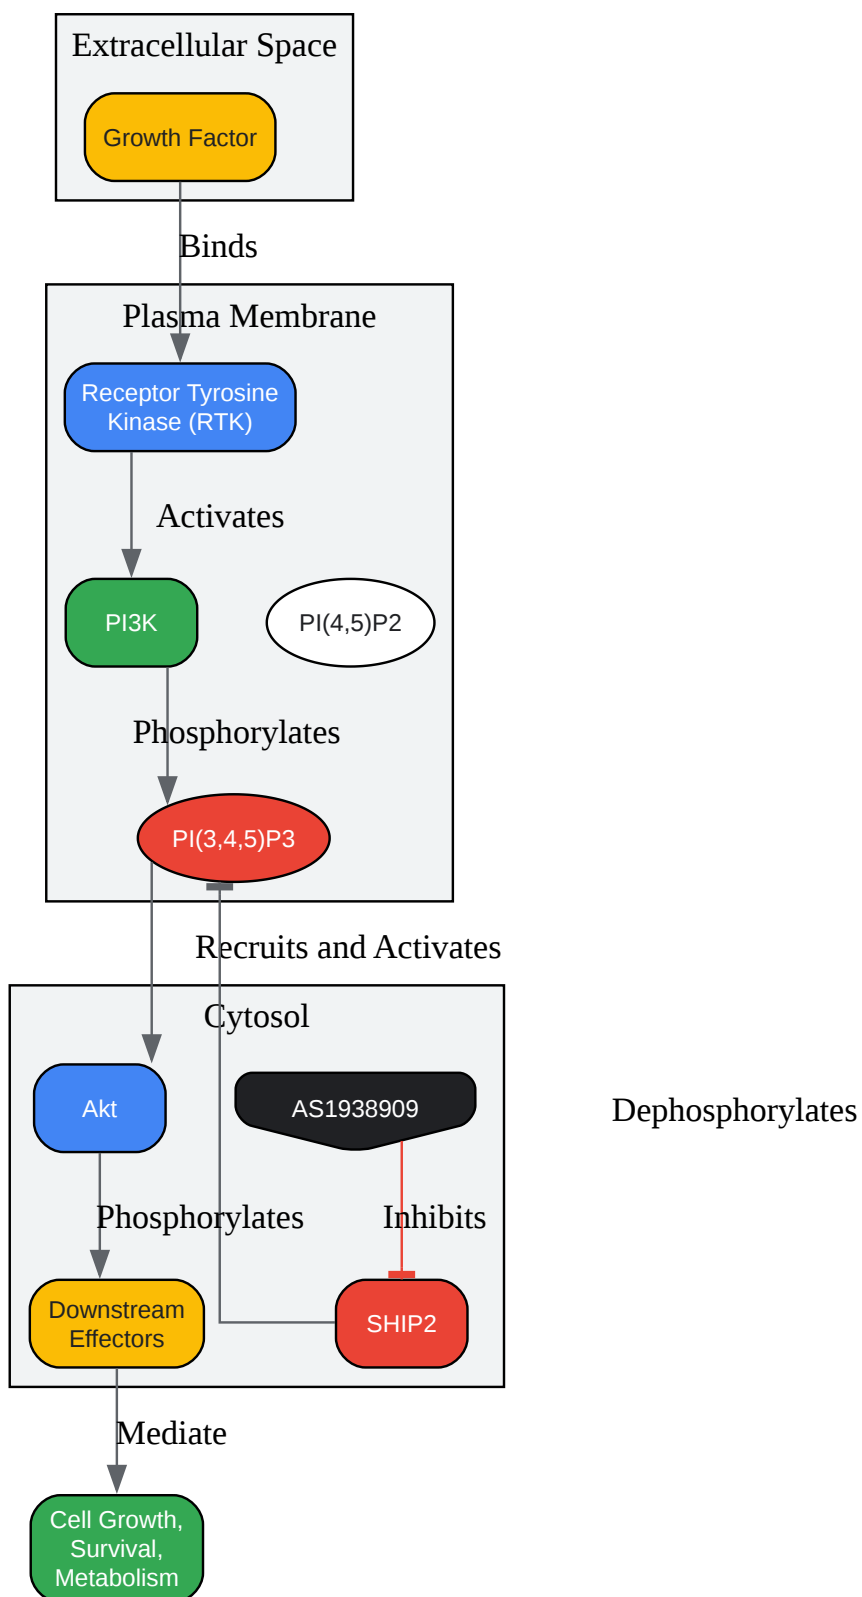 Extracellular Space
Growth Factor
Binds
Plasma Membrane
Receptor Tyrosine
Kinase (RTK)
Activates
PI3K
PI(4,5)P2
Phosphorylates
PI(3,4,5)P3
Recruits and Activates
Cytosol
Akt
AS1938909
Dephosphorylates
Phosphorylates
Inhibits
Downstream
Effectors
SHIP2
Mediate
Cell Growth,
Survival,
Metabolism